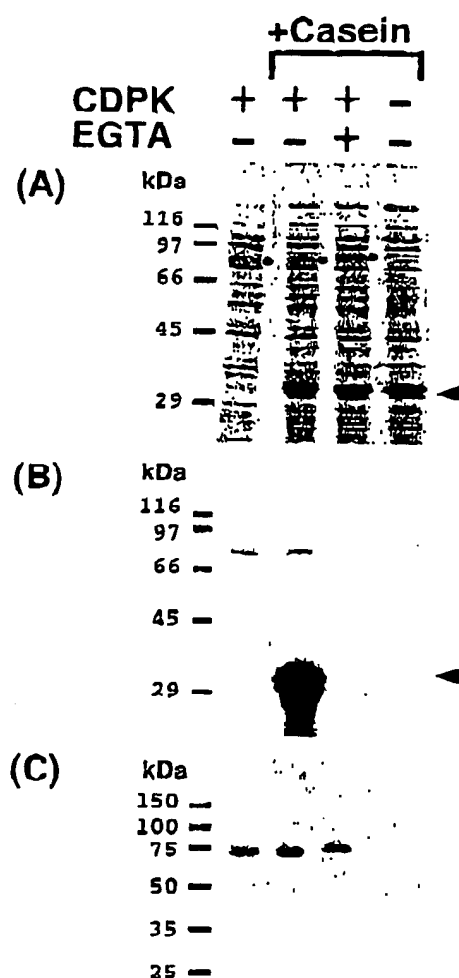 +Casein
CDPK + + + –
EGTA – – + –
(A) kDa
116
97
66
45
29
(B) kDa
116
97
66
45
29
(C) kDa
150
100
75
50
35
25